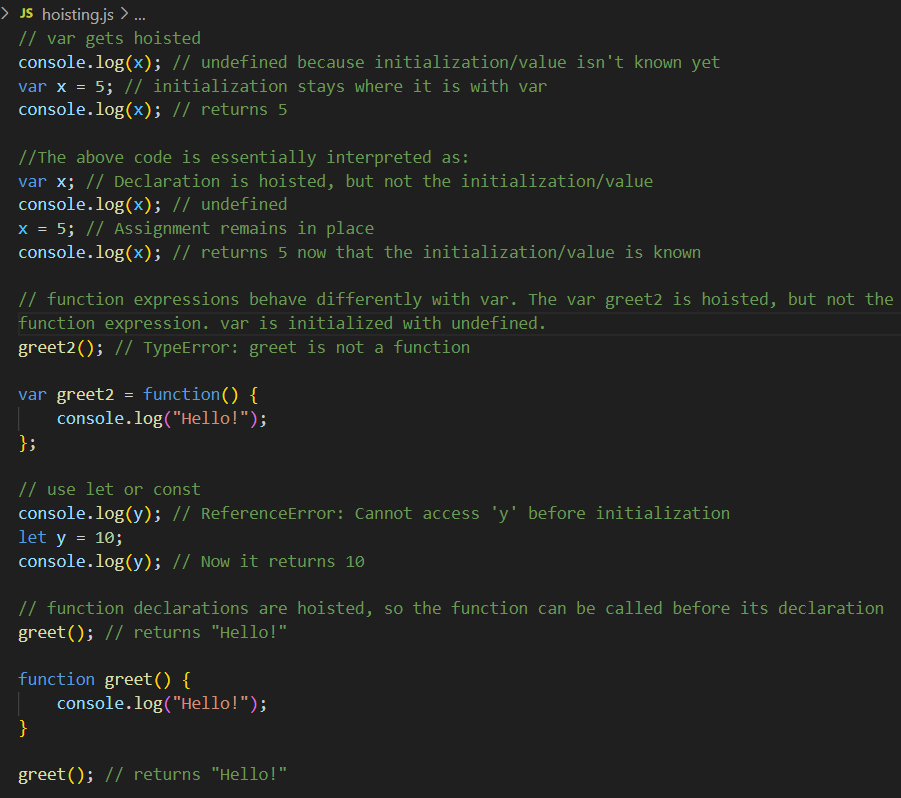 JS hoisting.js > ...
// var gets hoisted
console.log(x); // undefined because initialization/value isn't known yet
var x = 5; // initialization stays where it is with var
console.log(x); // returns 5
//The above code is essentially interpreted as:
var x; // Declaration is hoisted, but not the initialization/value
console.log(x); // undefined
x = 5; // Assignment remains in place
console.log(x); // returns 5 now that the initialization/value is known
// function expressions behave differently with var. The var greet2 is hoisted, but not the
function expression. var is initialized with undefined.
greet2(); // TypeError: greet is not a function
var greet2 = function() {
    console.log("Hello!");
};
// use let or const
console.log(y); // ReferenceError: Cannot access 'y' before initialization
let y = 10;
console.log(y); // Now it returns 10
// function declarations are hoisted, so the function can be called before its declaration
greet(); // returns "Hello!"
function greet() {
    console.log("Hello!");
}
greet(); // returns "Hello!"